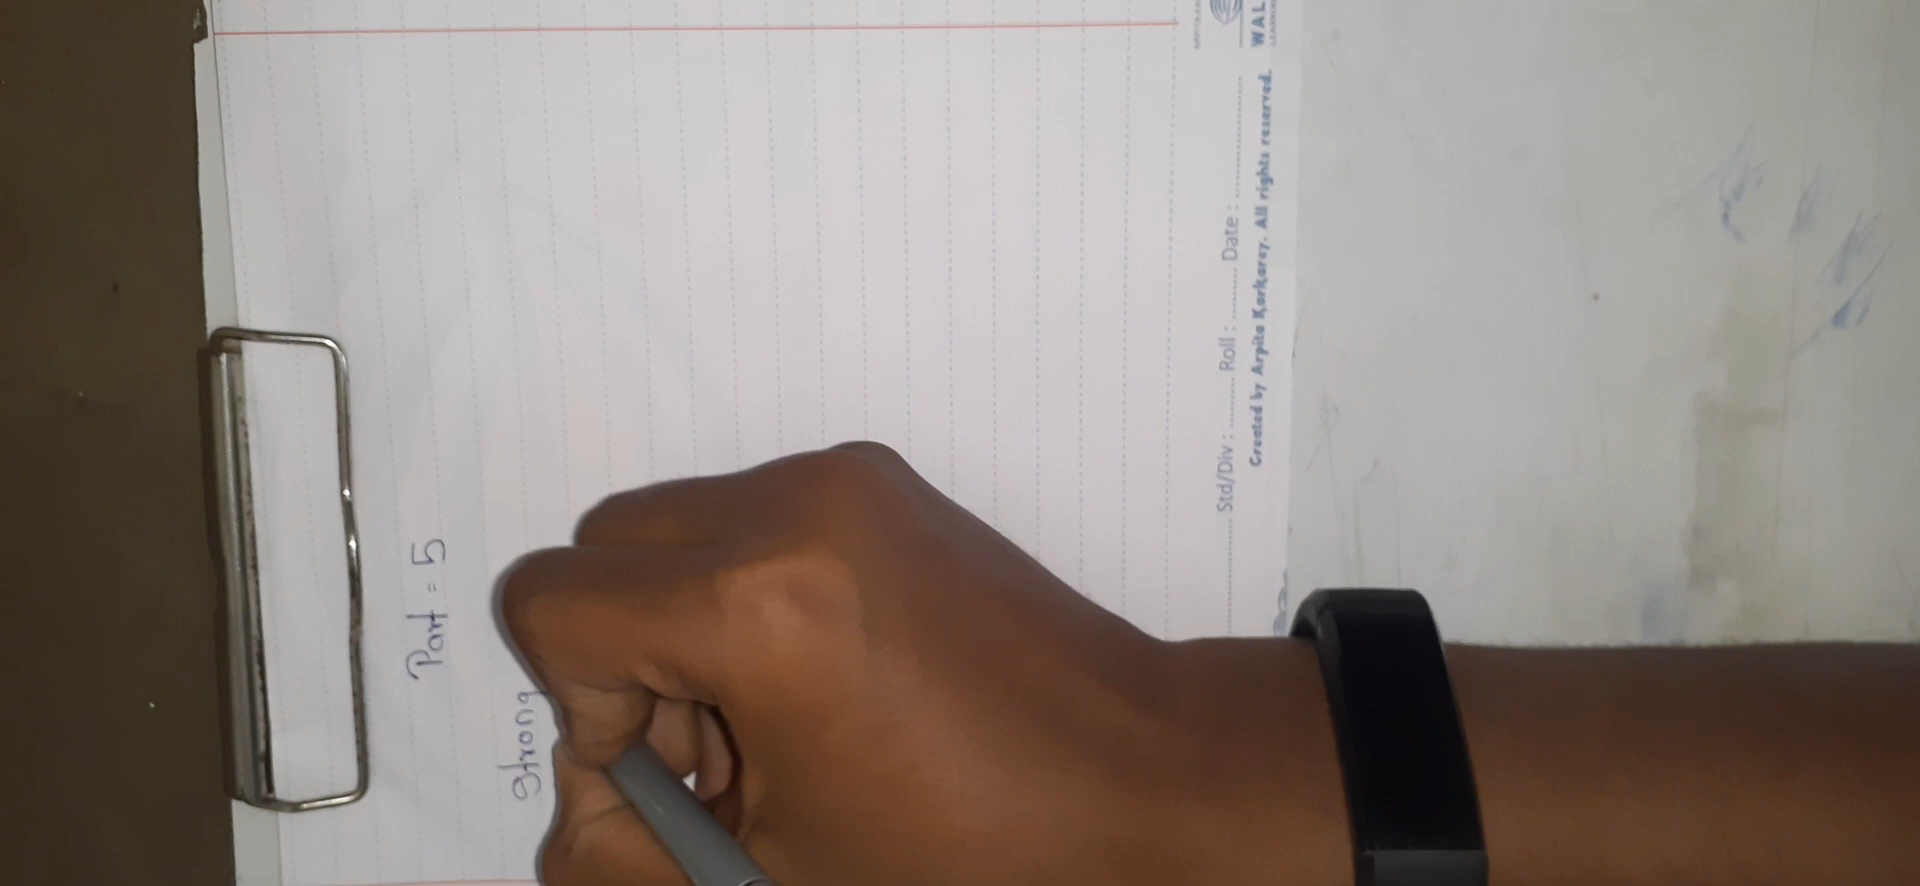 Part = 5
Strong
Std/Div : ........ Roll : ........ Date : ................
Created by Arpita Karkarey. All rights reserved.
WAL